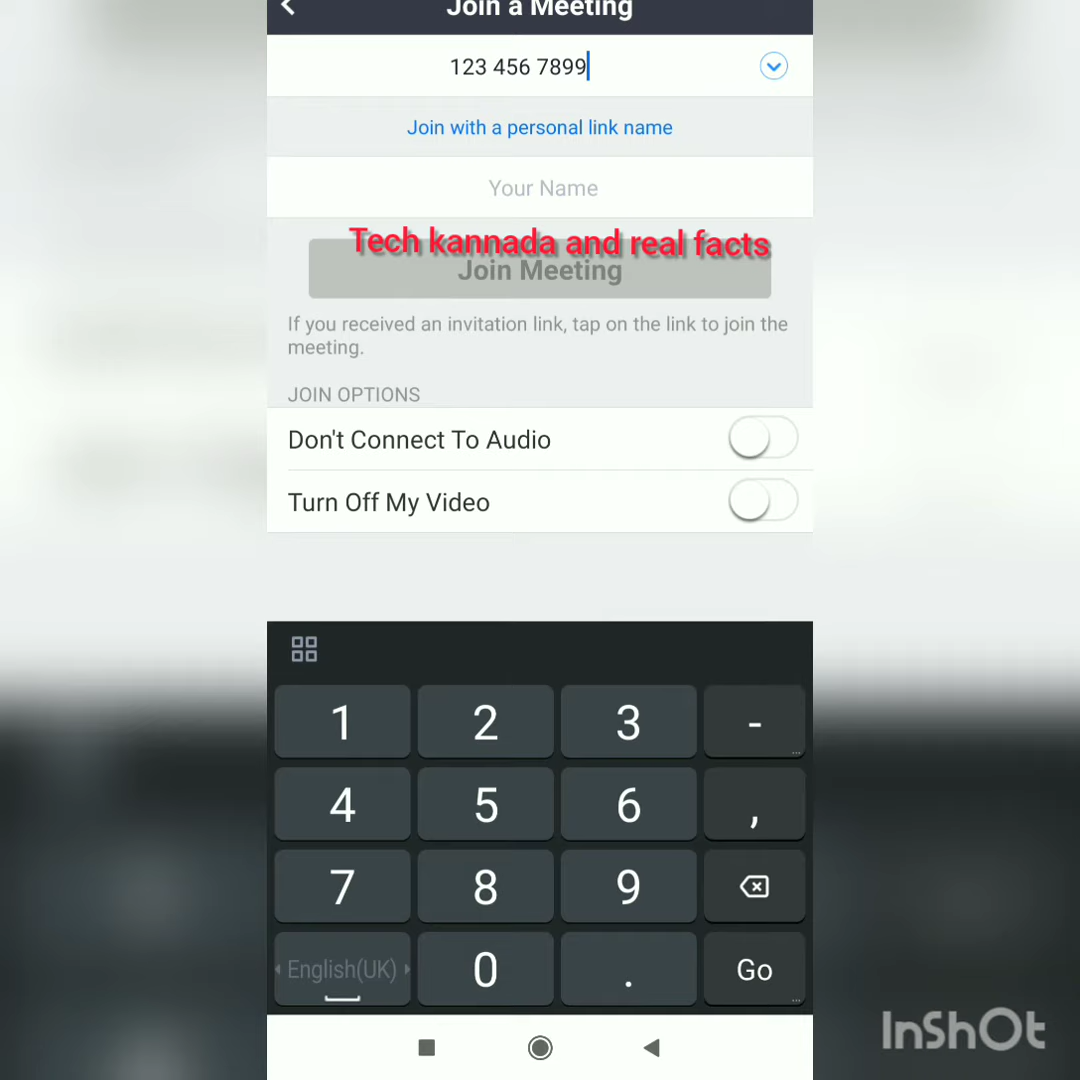 Join a Meeting
123 456 7899
Join with a personal link name
Your Name
Tech kannada and real facts
Join Meeting
If you received an invitation link, tap on the link to join the
meeting.
JOIN OPTIONS
Don't Connect To Audio
Turn Off My Video
1 2 3 -
4 5 6 ,
7 8 9
English(UK) 0 . Go
InShOt